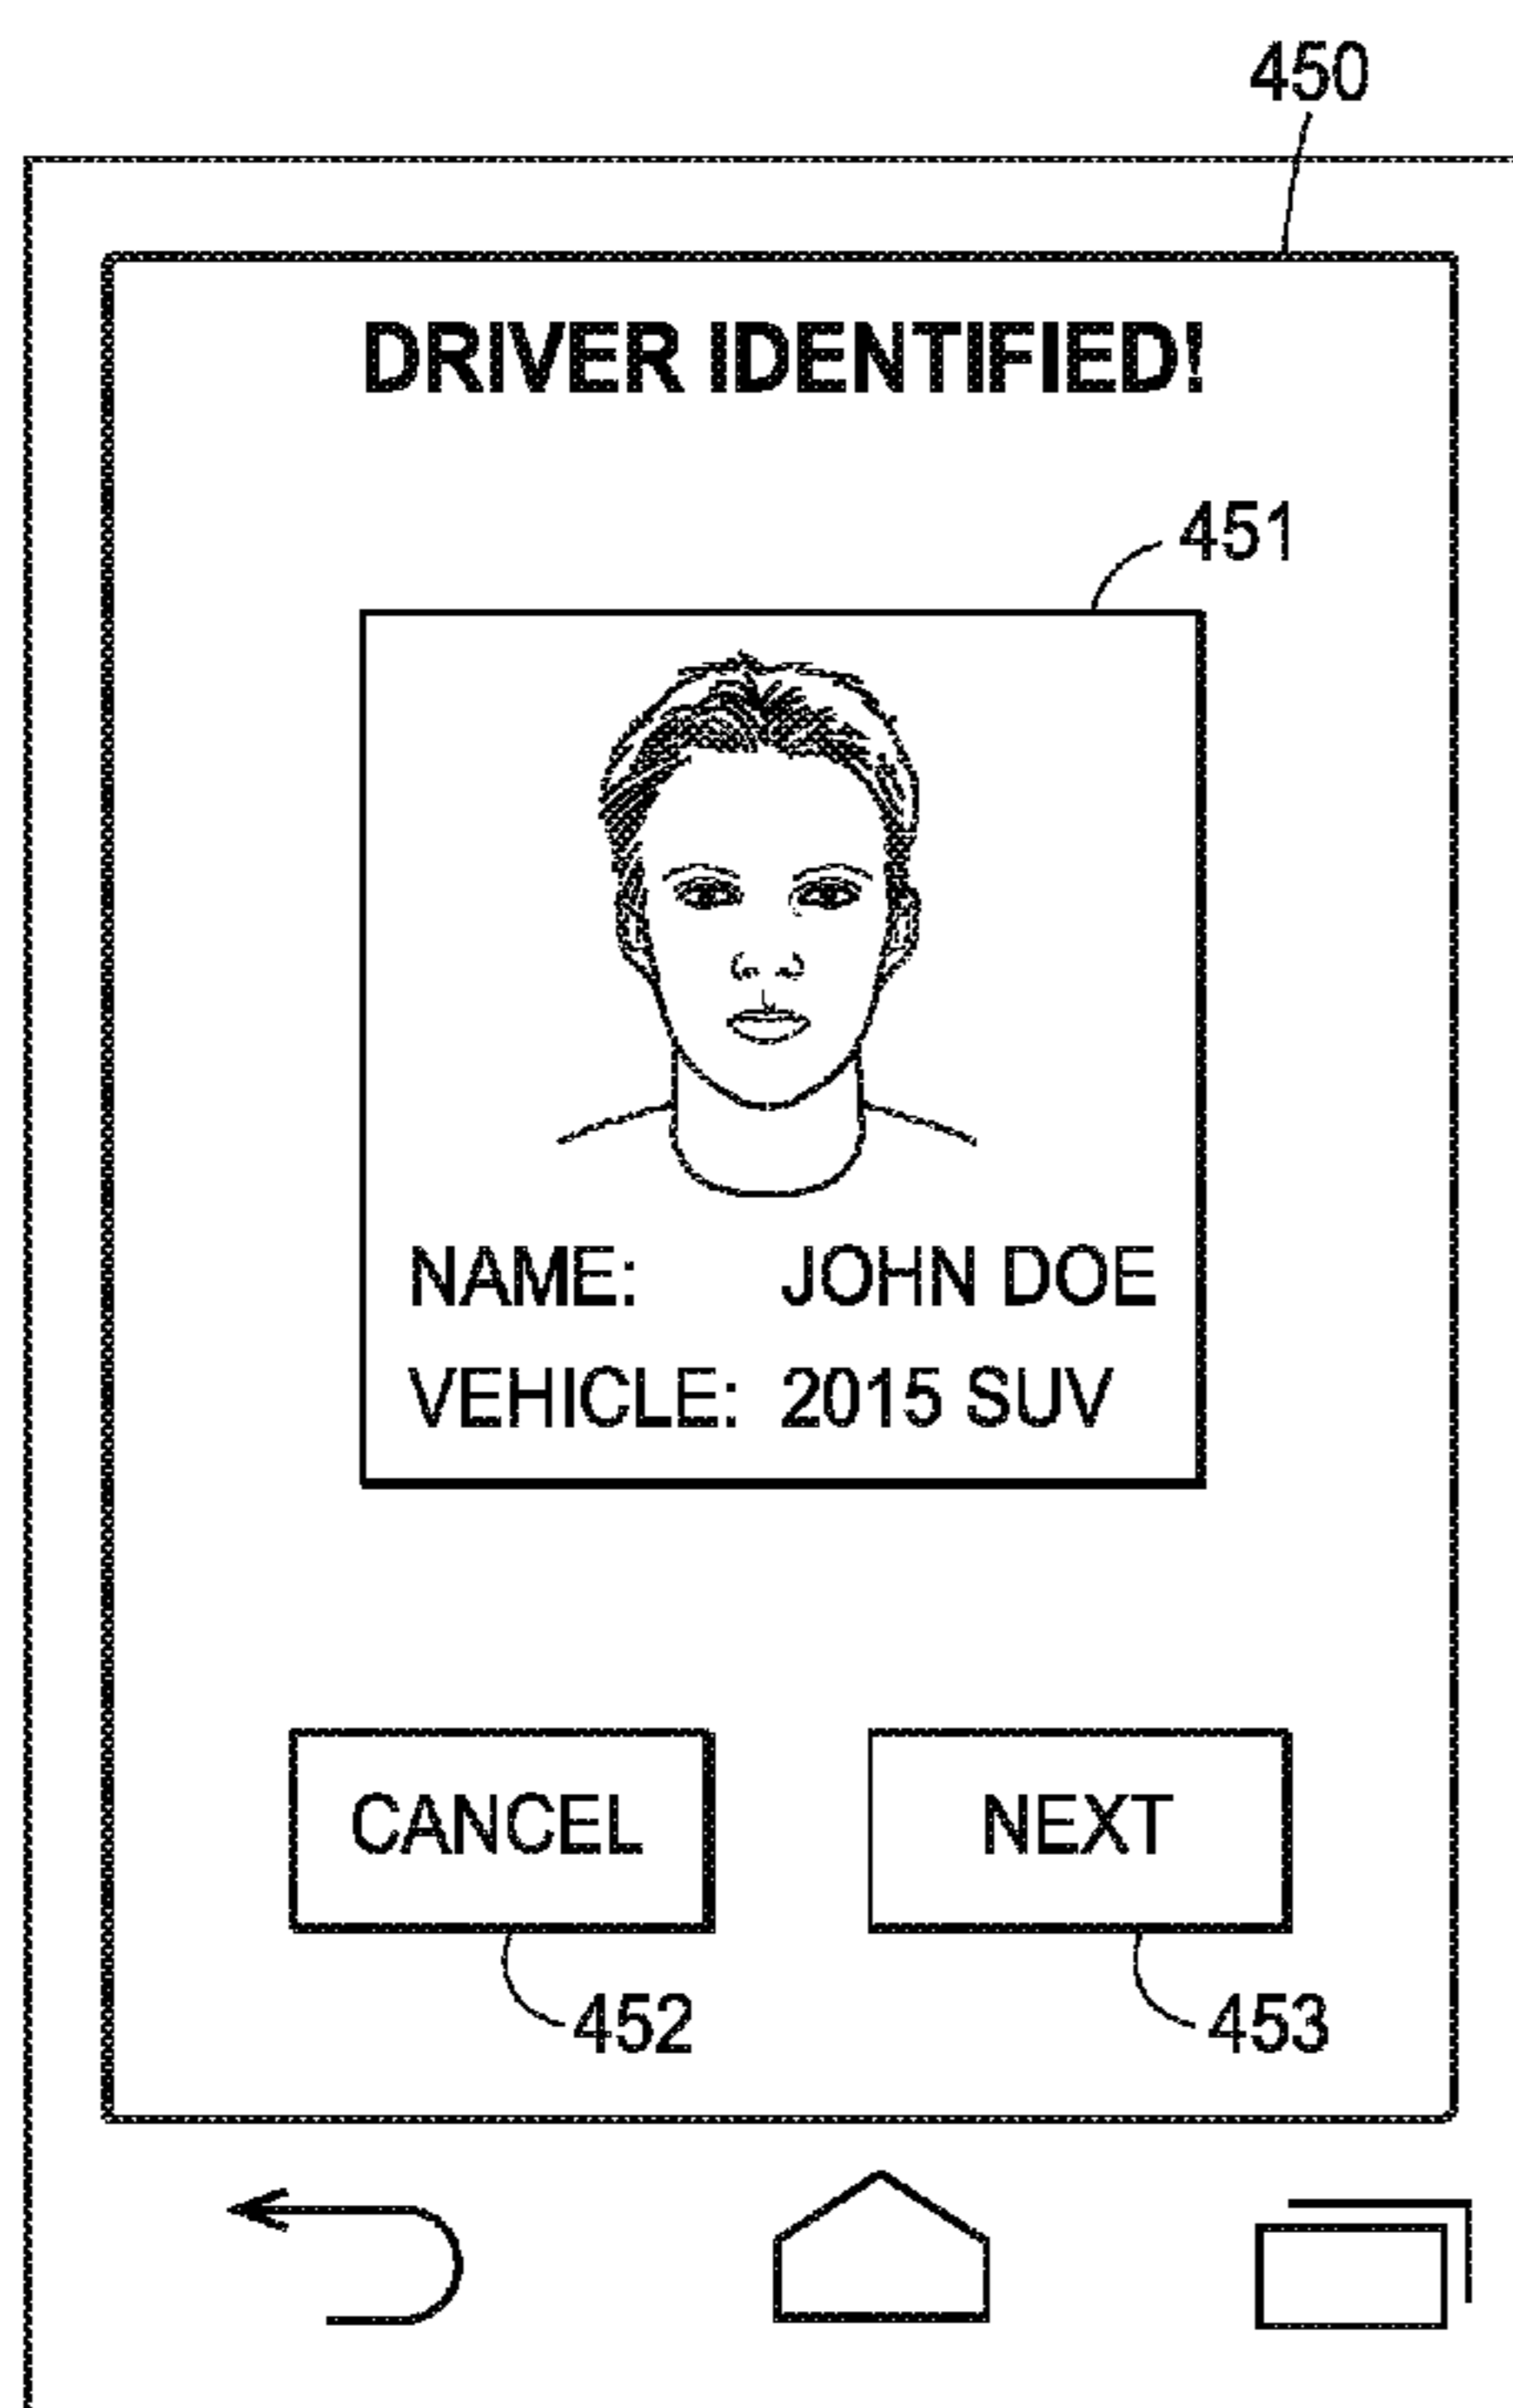 450
DRIVER IDENTIFIED!
451
NAME: JOHN DOE
VEHICLE: 2015 SUV
CANCEL NEXT
452 453